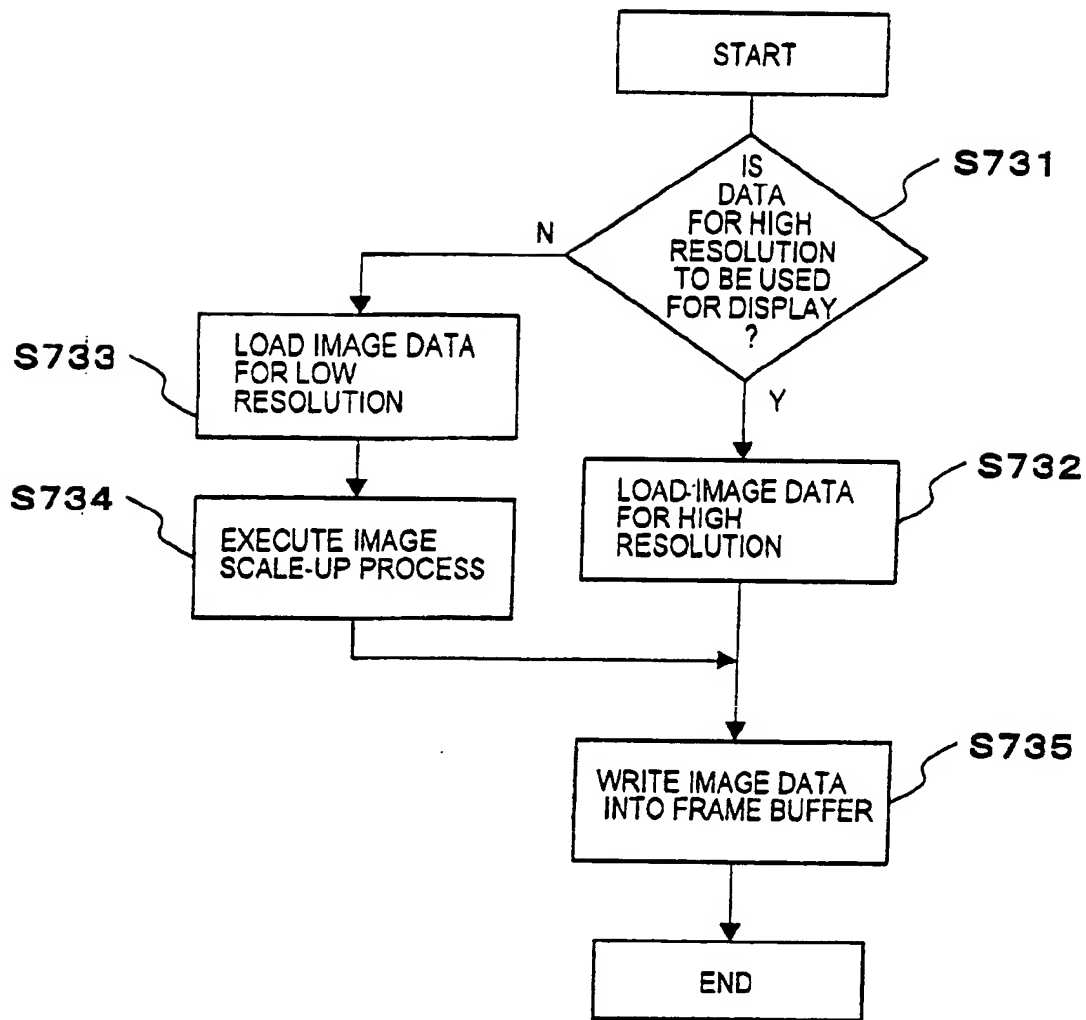 START
IS
DATA
FOR HIGH
RESOLUTION
TO BE USED
FOR DISPLAY
?
S731
N
Y
S733
LOAD IMAGE DATA
FOR LOW
RESOLUTION
S734
EXECUTE IMAGE
SCALE-UP PROCESS
S732
LOAD-IMAGE DATA
FOR HIGH
RESOLUTION
S735
WRITE IMAGE DATA
INTO FRAME BUFFER
END